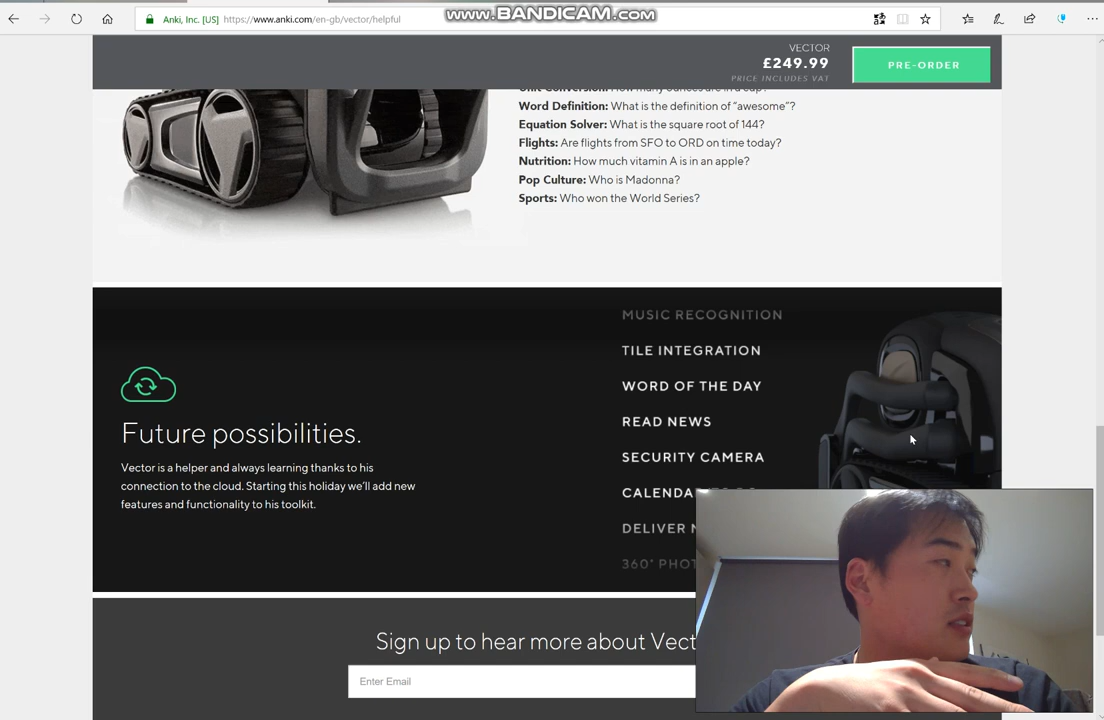 www.BANDICAM.com
Anki, Inc. [US] https://www.anki.com/en-gb/vector/helpful
VECTOR
£249.99
PRICE INCLUDES VAT
PRE-ORDER
Word Definition: What is the definition of “awesome”?
Equation Solver: What is the square root of 144?
Flights: Are flights from SFO to ORD on time today?
Nutrition: How much vitamin A is in an apple?
Pop Culture: Who is Madonna?
Sports: Who won the World Series?
MUSIC RECOGNITION
TILE INTEGRATION
WORD OF THE DAY
READ NEWS
SECURITY CAMERA
DELIVER
360°
Future possibilities.
Vector is a helper and always learning thanks to his
connection to the cloud. Starting this holiday we’ll add new
features and functionality to his toolkit.
Sign up to hear more about
Enter Email